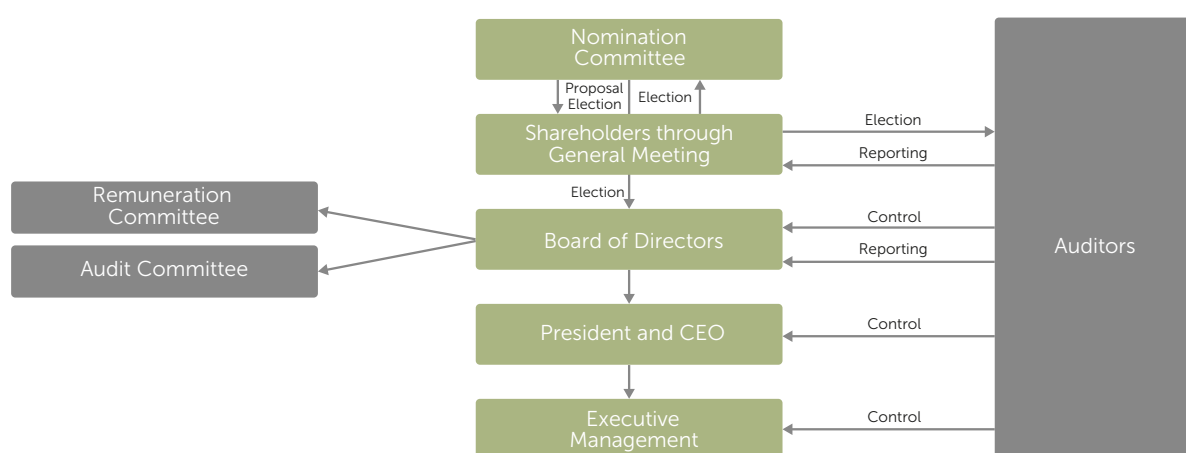 Nomination
Committee
Proposal
Election
Election
Shareholders through
General Meeting
Election
Reporting
Election
Remuneration
Committee
Audit Committee
Board of Directors
Control
Reporting
Auditors
President and CEO
Control
Executive
Management
Control